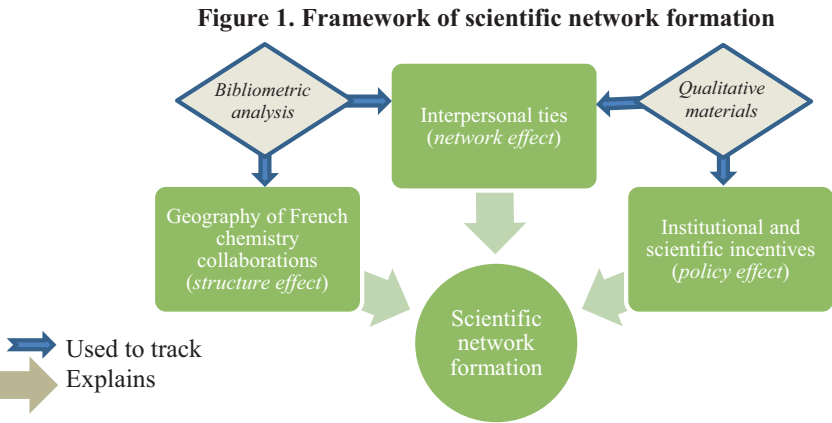 Figure 1. Framework of scientific network formation
Bibliometric
analysis
Interpersonal ties
(network effect)
Qualitative
materials
Geography of French
chemistry
collaborations
(structure effect)
Institutional and
scientific incentives
(policy effect)
Scientific
network
formation
Used to track
Explains